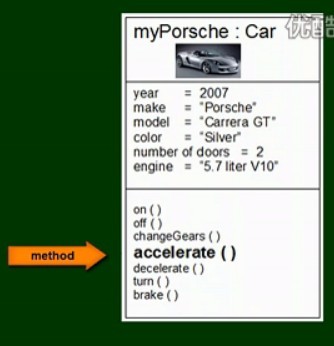 优酷
myPorsche : Car
year = 2007
make = "Porsche"
model = "Carrera GT"
color = "Silver"
number of doors = 2
engine = "5.7 liter V10"
on ( )
off ( )
changeGears ( )
accelerate ( )
method
decelerate ( )
turn ( )
brake ( )